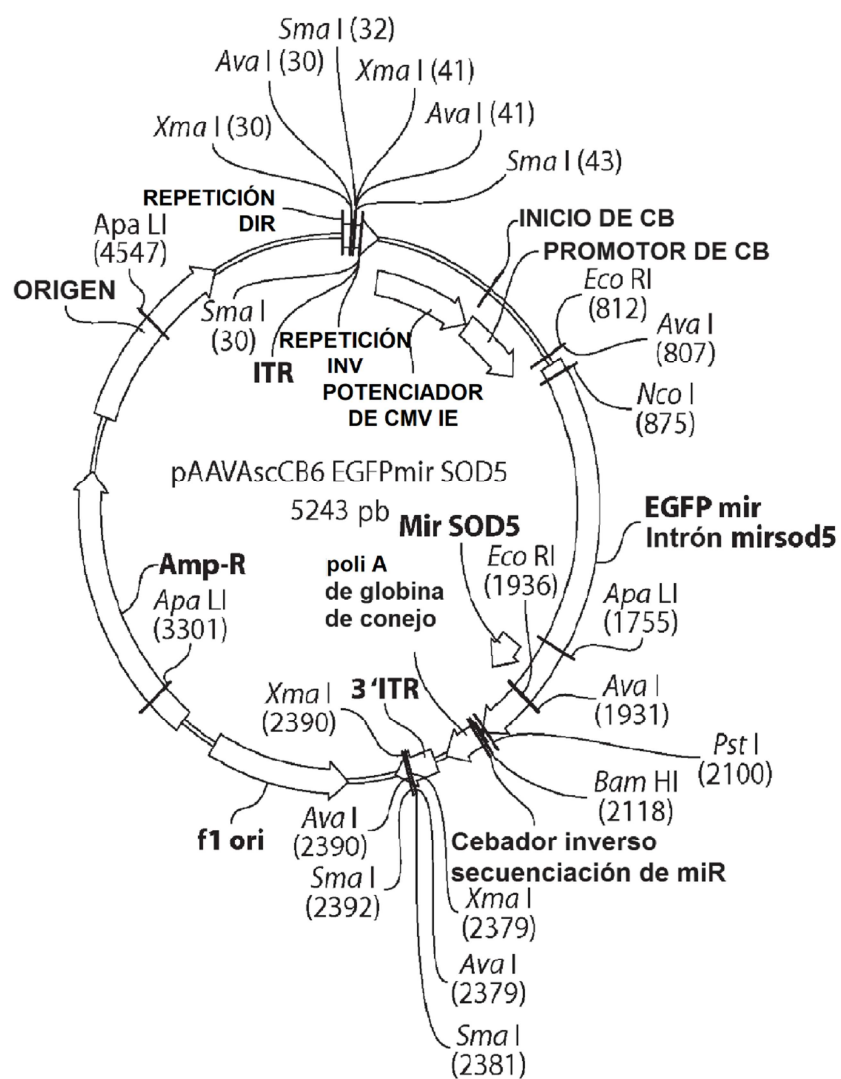 Sma I (32)
Ava I (30)
Xma I (41)
Xma I (30)
Ava I (41)
Sma I (43)
REPETICIÓN
DIR
Apa LI
(4547)
INICIO DE CB
PROMOTOR DE CB
ORIGEN
Sma I
(30)
ITR
REPETICIÓN
INV
POTENCIADOR
DE CMV IE
Eco RI
(812)
Ava I
(807)
Nco I
(875)
pAAVAscCB6 EGFPmir SOD5
5243 pb
Mir SOD5
EGFP mir
Intrón mirsod5
Amp-R
Apa LI
(3301)
poli A
de globina
de conejo
Eco RI
(1936)
Apa LI
(1755)
Xma I
(2390)
3 ‘ITR
Ava I
(1931)
Pst I
(2100)
Bam HI
(2118)
f1 ori
Ava I
(2390)
Sma I
(2392)
Cebador inverso
secuenciación de miR
Xma I
(2379)
Ava I
(2379)
Sma I
(2381)